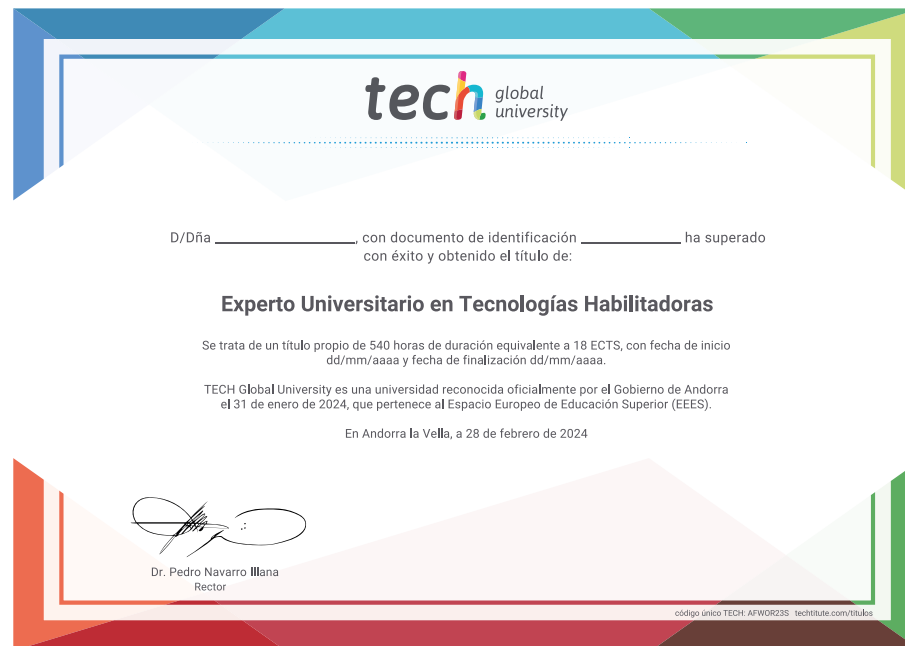 tech global university
D/Dña ____________________, con documento de identificación ______________ ha superado
con éxito y obtenido el título de:
Experto Universitario en Tecnologías Habilitadoras
Se trata de un título propio de 540 horas de duración equivalente a 18 ECTS, con fecha de inicio
dd/mm/aaaa y fecha de finalización dd/mm/aaaa.
TECH Global University es una universidad reconocida oficialmente por el Gobierno de Andorra
el 31 de enero de 2024, que pertenece al Espacio Europeo de Educación Superior (EEES).
En Andorra la Vella, a 28 de febrero de 2024
Dr. Pedro Navarro Illana
Rector
código único TECH: AFWOR23S techtitute.com/titulos